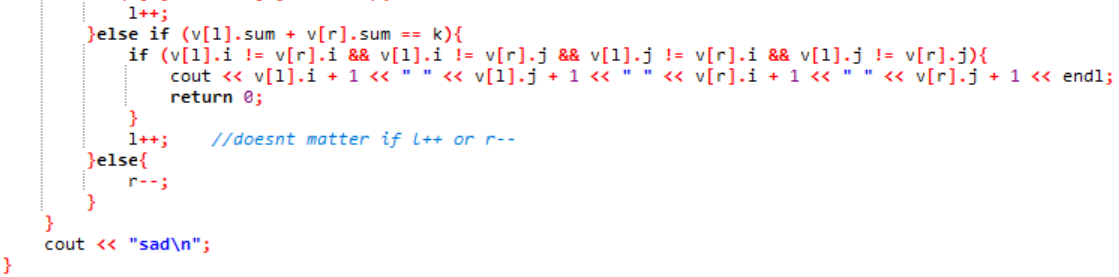 l++;
}else if (v[l].sum + v[r].sum == k){
if (v[l].i != v[r].i && v[l].i != v[r].j && v[l].j != v[r].i && v[l].j != v[r].j){
cout << v[l].i + 1 << " " << v[l].j + 1 << " " << v[r].i + 1 << " " << v[r].j + 1 << endl;
return 0;
}
l++;    //doesnt matter if l++ or r--
}else{
r--;
}
}
cout << "sad\n";
}